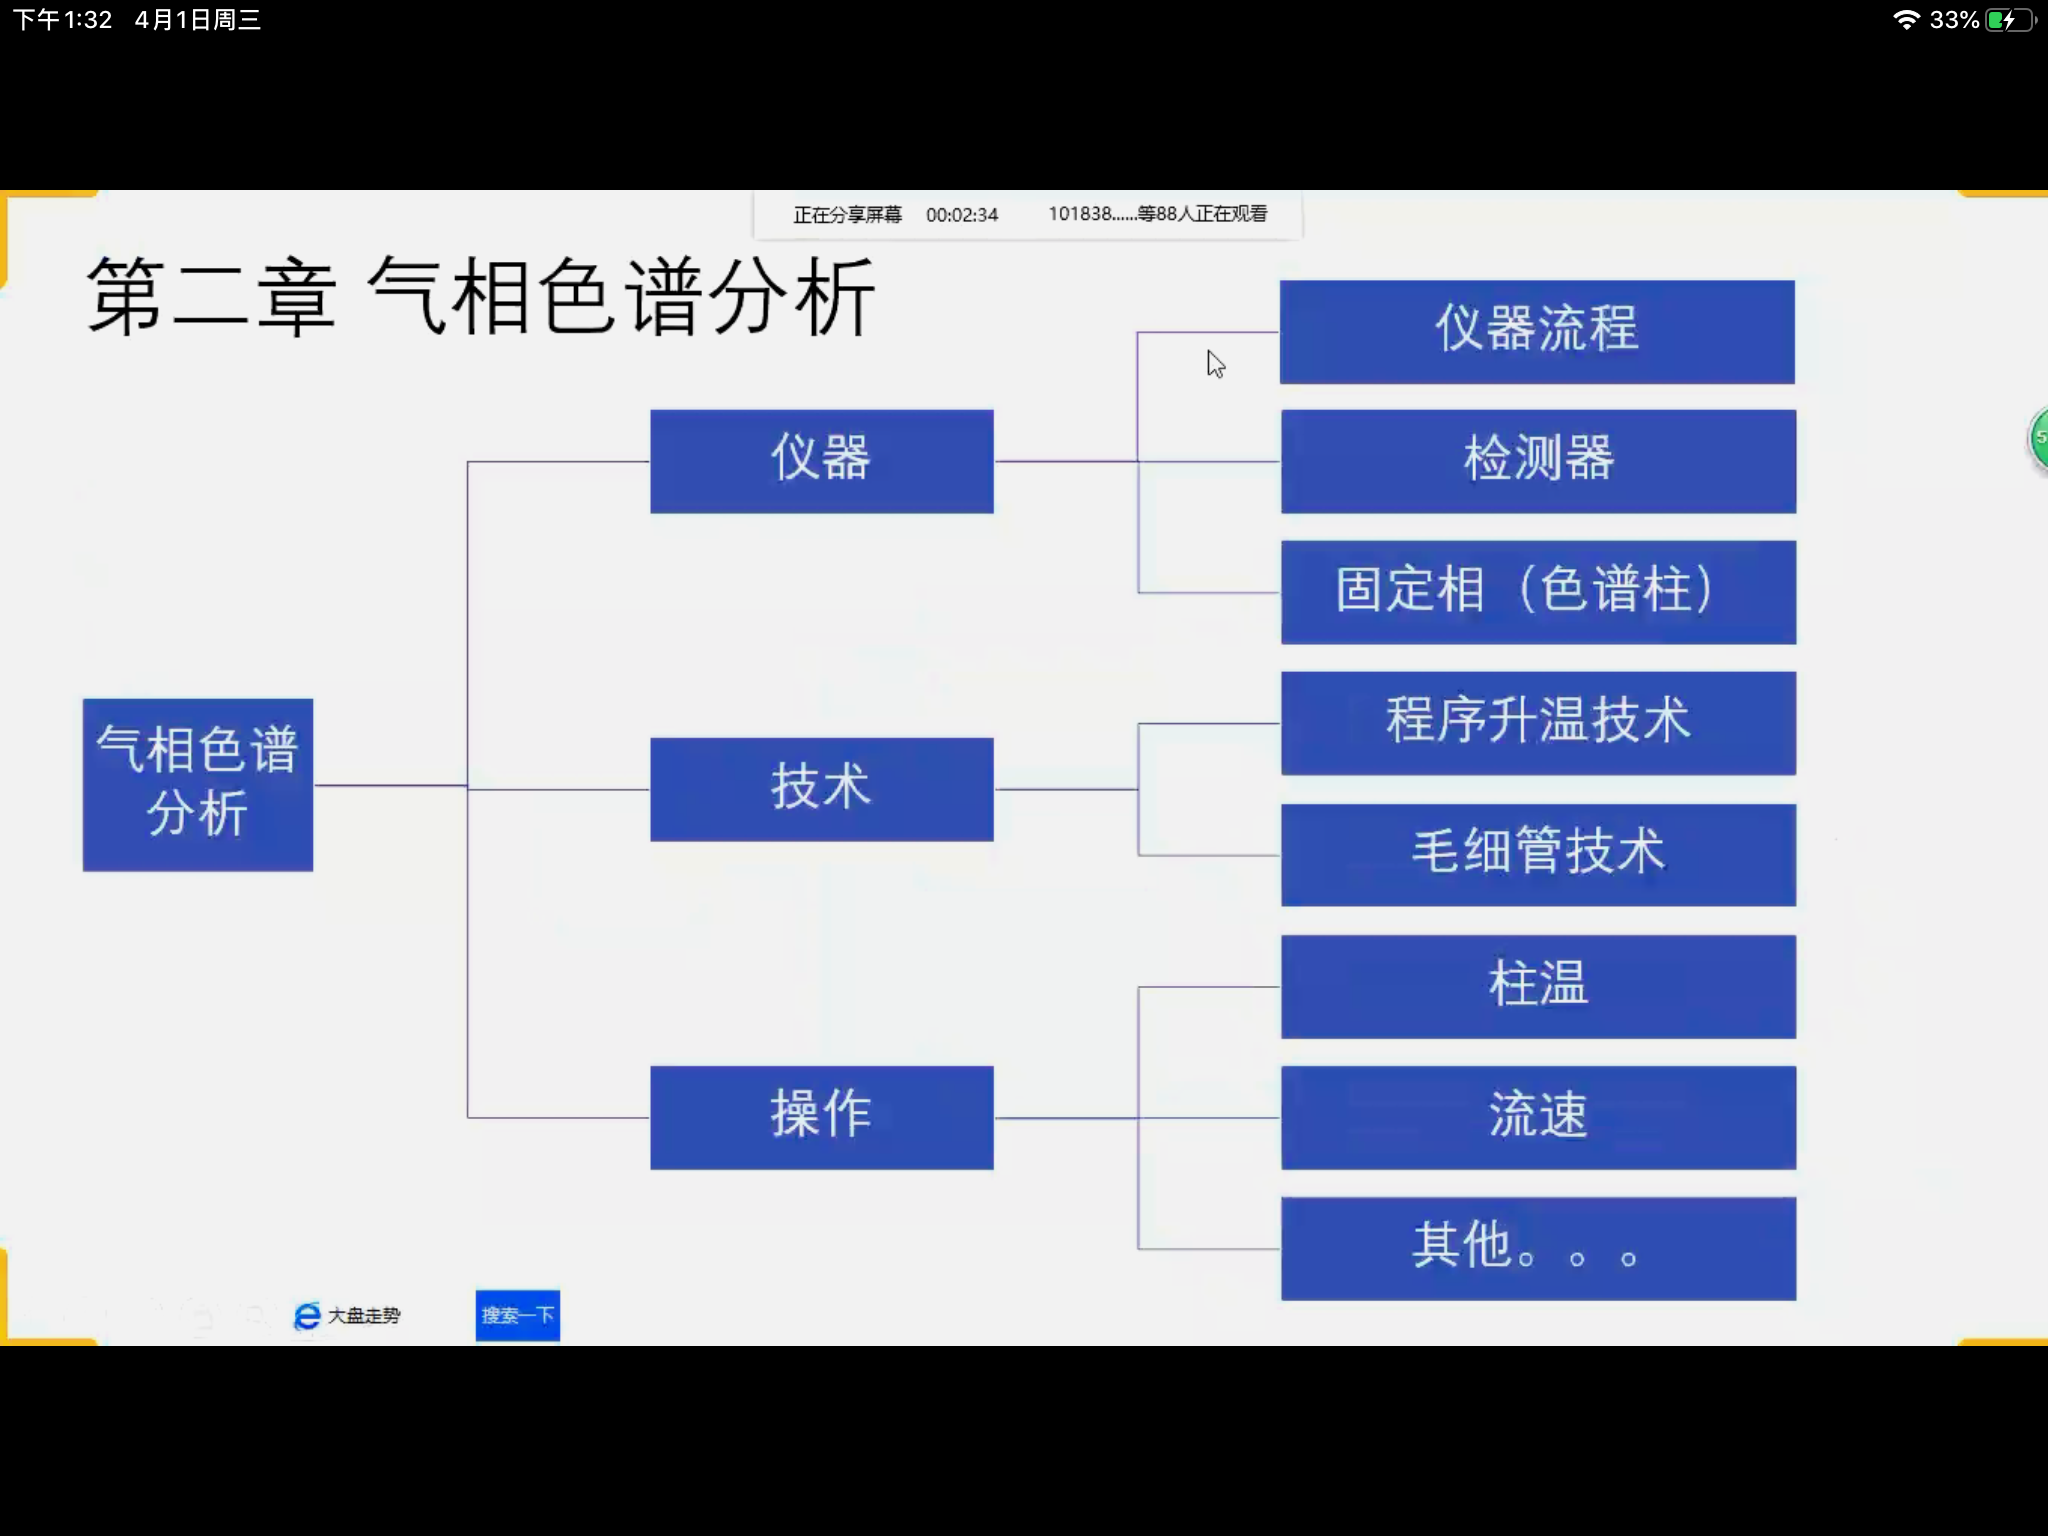 下午1:32 4月1日周三
33%
正在分享屏幕 00:02:34 101838......等88人正在观看
第二章 气相色谱分析
气相色谱
分析
仪器
仪器流程
检测器
固定相（色谱柱）
技术
程序升温技术
毛细管技术
操作
柱温
流速
其他。。。
大盘走势
搜索一下